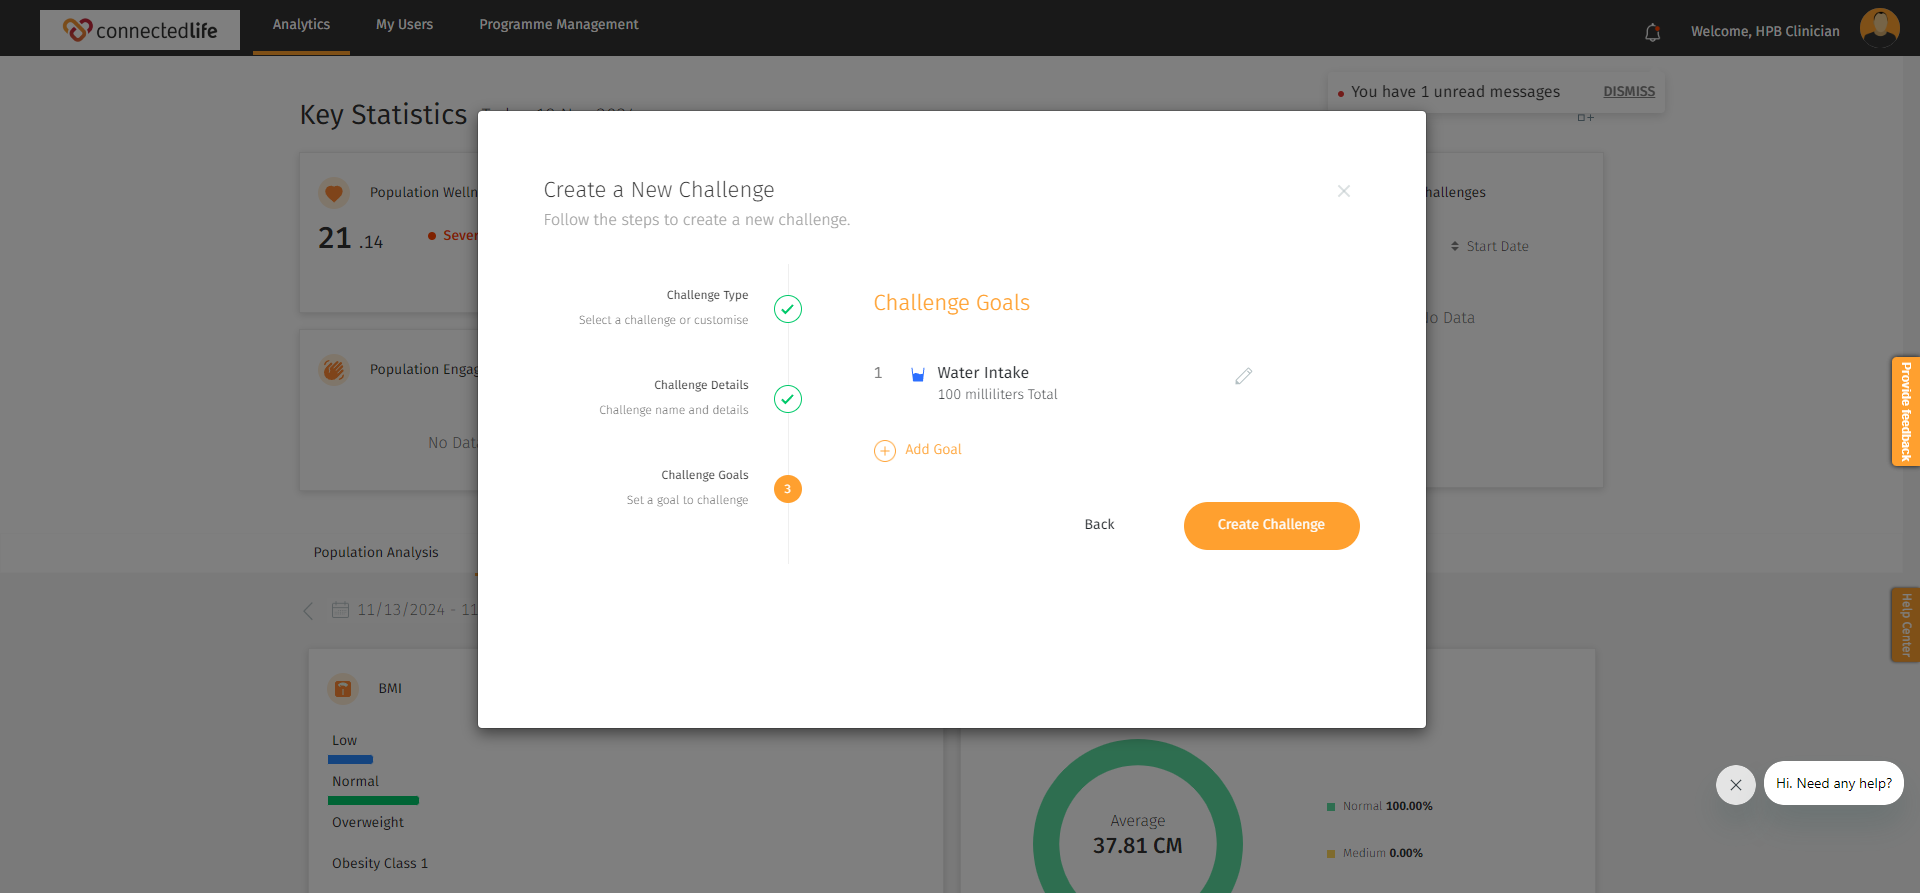 connectedlife
Analytics
My Users
Programme Management
Welcome, HPB Clinician
You have 1 unread messages
DISMISS
Key Statistics
Population
21 .14
Start Date
No Data
Population
No
Create a New Challenge
Follow the steps to create a new challenge.
Challenge Type
Select a challenge or customise
Challenge Details
Challenge name and details
Challenge Goals
Set a goal to challenge
3
Challenge Goals
1
Water Intake
100 milliliters Total
Add Goal
Back
Create Challenge
Provide feedback
Help Center
Population Analysis
11/13/2024 - 11
BMI
Low
Normal
Overweight
Obesity Class 1
Average
37.81 CM
Normal 100.00%
Medium 0.00%
Hi. Need any help?